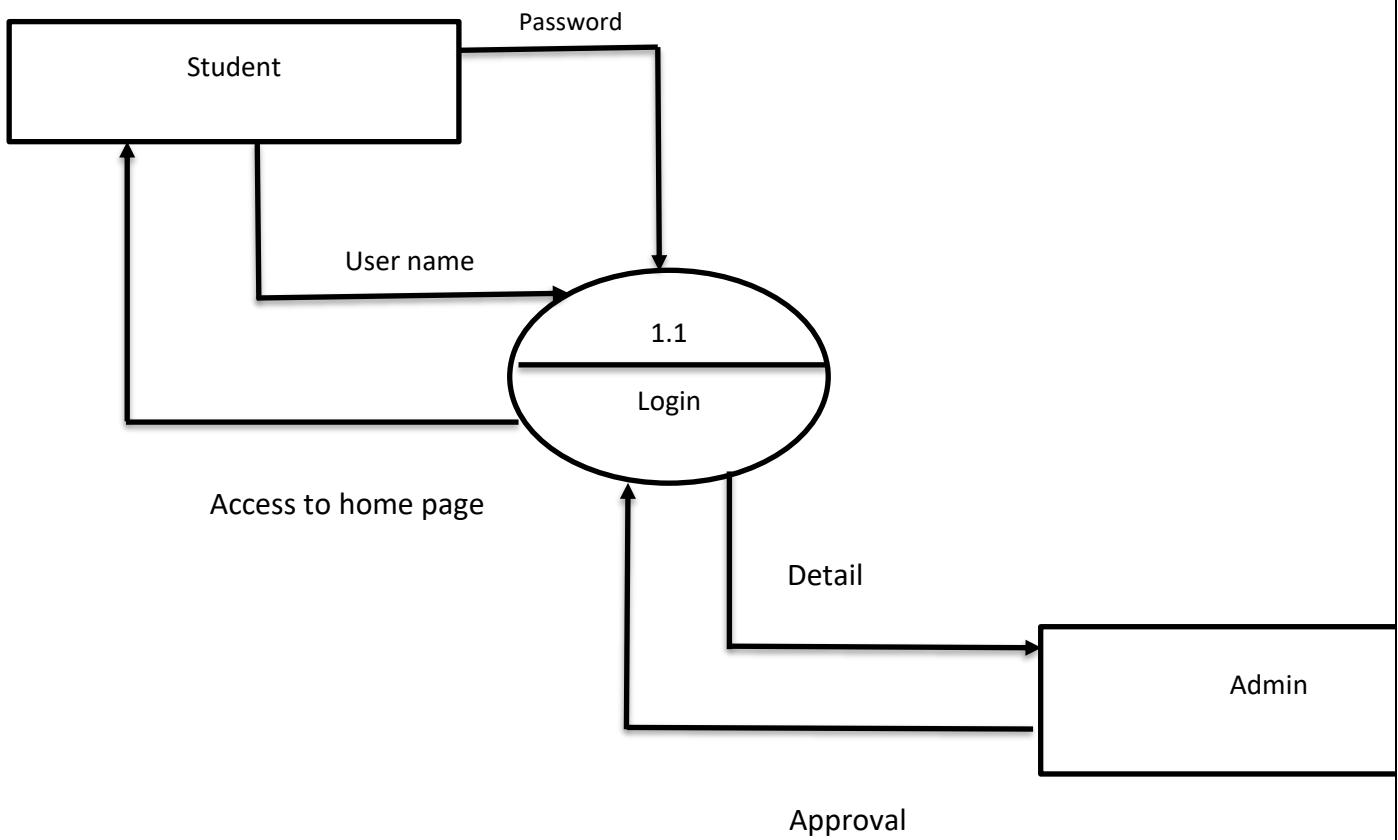 Password
Student
User name
1.1
Login
Access to home page
Detail
Admin
Approval